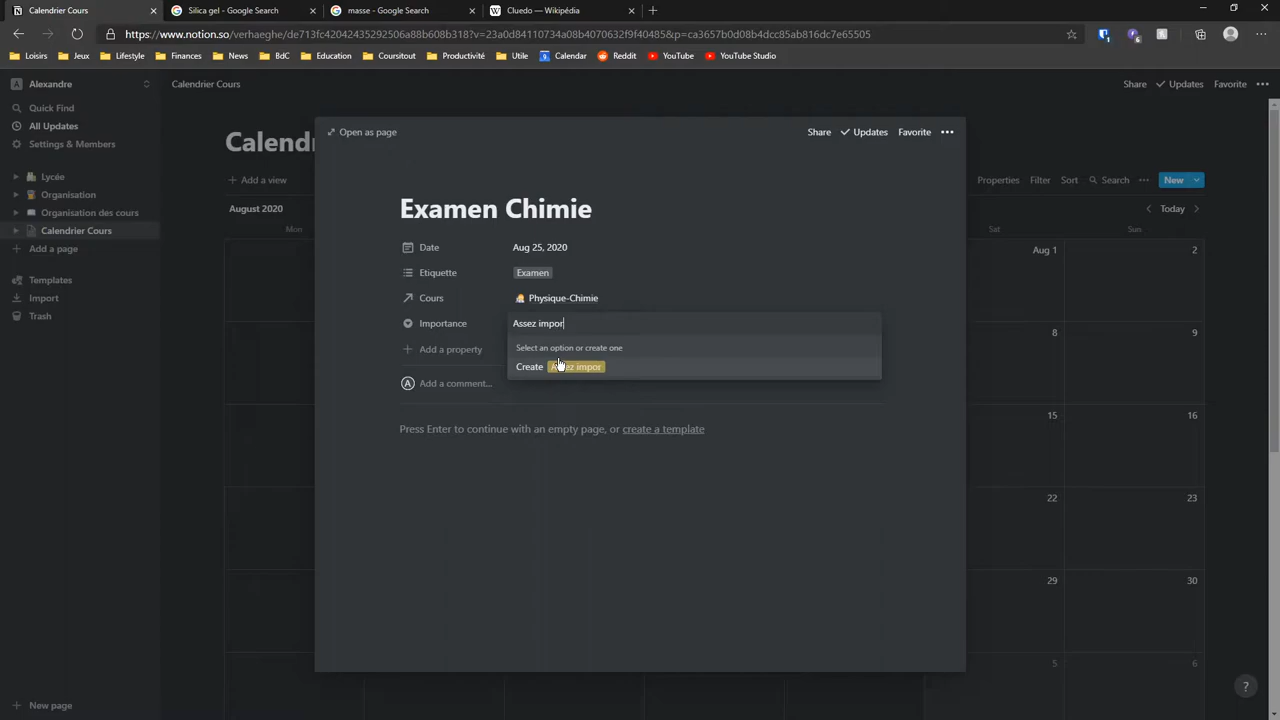 Calendrier Cours
Silica gel - Google Search
masse - Google Search
Cluedo — Wikipédia
https://www.notion.so/verhaeghe/de713fc42042435292506a88b608b318?v=23a0d84110734a08b4070632f9f40485&p=ca3657b0d08b4dcc85ab816dc7e65505
Loisirs
Jeux
Lifestyle
Finances
News
BdC
Education
Coursitout
Productivité
Utile
Calendar
Reddit
YouTube
YouTube Studio
A Alexandre
Calendrier Cours
Share
Updates
Favorite
Quick Find
All Updates
Settings & Members
Lycée
Organisation
Organisation des cours
Calendrier Cours
Add a page
Templates
Import
Trash
New page
Calendri
Add a view
Properties
Filter
Sort
Search
New
August 2020
Today
Mon
Sat
Sun
Aug 1
2
8
9
15
16
22
23
29
30
5
6
Open as page
Share
Updates
Favorite
Examen Chimie
Date
Aug 25, 2020
Etiquette
Examen
Cours
Physique-Chimie
Importance
Assez impor
Add a property
Select an option or create one
Create Assez impor
A Add a comment...
Press Enter to continue with an empty page, or create a template
?